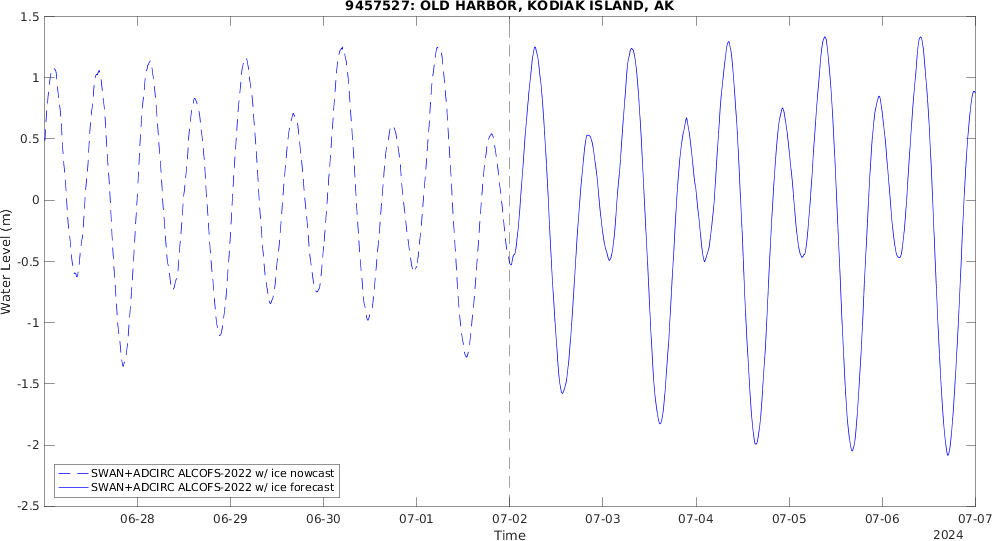 9457527: OLD HARBOR, KODIAK ISLAND, AK
1.5
1
0.5
0
-0.5
-1
-1.5
-2
-2.5
Water Level (m)
SWAN+ADCIRC ALCOFS-2022 w/ ice nowcast
SWAN+ADCIRC ALCOFS-2022 w/ ice forecast
06-28 06-29 06-30 07-01 07-02 07-03 07-04 07-05 07-06 07-07
Time
2024